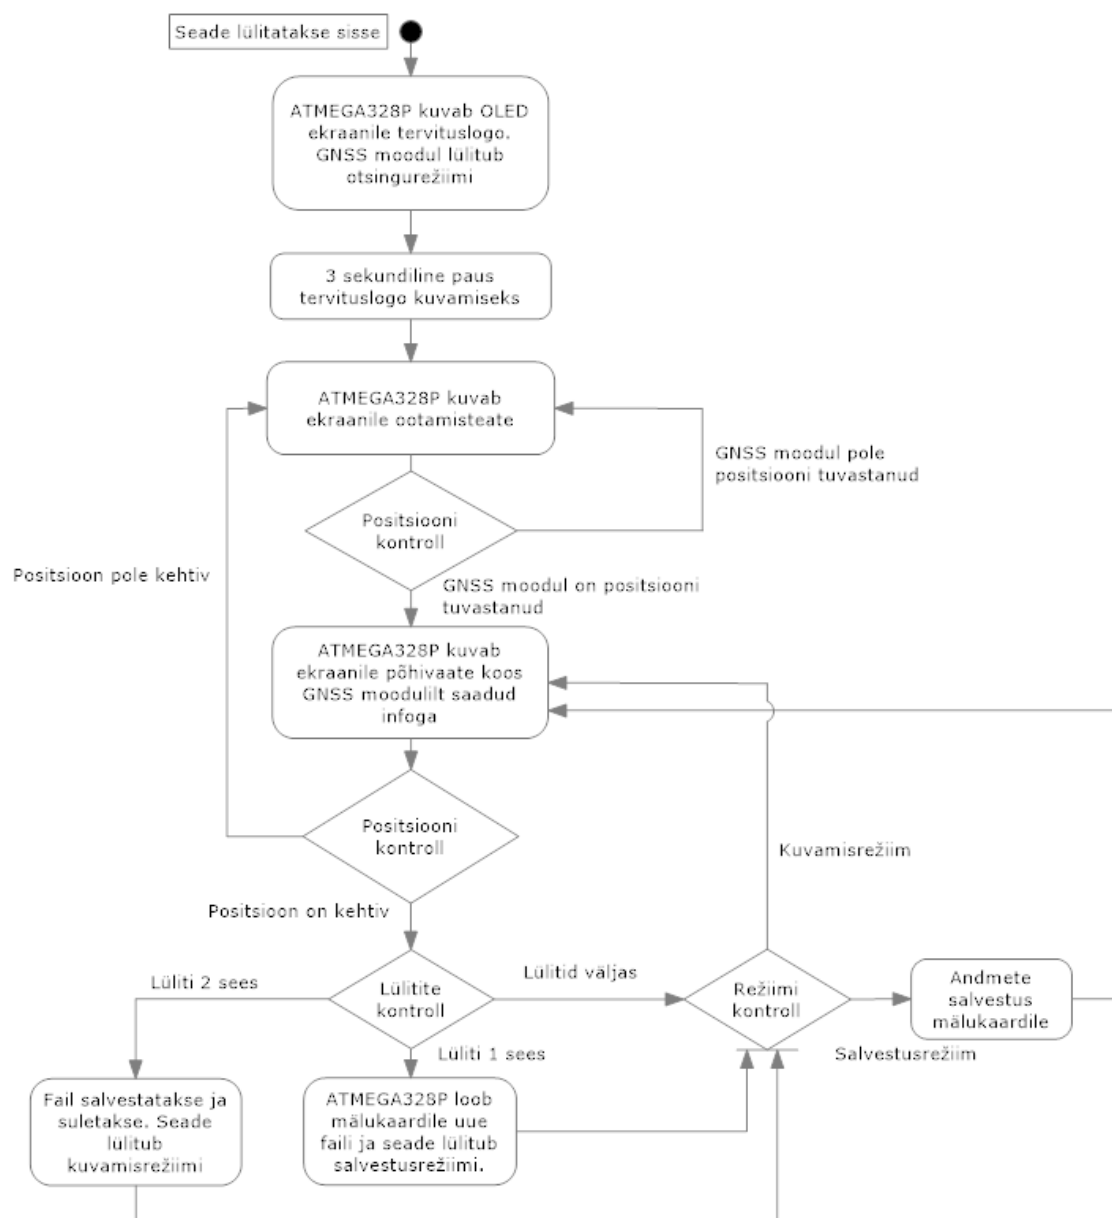 Seade lülitatakse sisse
ATMEGA328P kuvab OLED
ekraanile tervituslogo.
GNSS moodul lülitub
otsingurežiimi
3 sekundiline paus
tervituslogo kuvamiseks
ATMEGA328P kuvab
ekraanile ootamisteate
GNSS moodul pole
positsiooni tuvastanud
Positsiooni
kontroll
Positsioon pole kehtiv
GNSS moodul on positsiooni
tuvastanud
ATMEGA328P kuvab
ekraanile põhivaate koos
GNSS moodulilt saadud
infoga
Positsiooni
kontroll
Kuvamisrežiim
Positsioon on kehtiv
Lüliti 2 sees
Lülitite
kontroll
Lülitid väljas
Režiimi
kontroll
Andmete
salvestus
mälukaardile
Lüliti 1 sees
Salvestusrežiim
Fail salvestatakse ja
suletakse. Seade
lülitub
kuvamisrežiimi
ATMEGA328P loob
mälukaardile uue
faili ja seade lülitub
salvestusrežiimi.